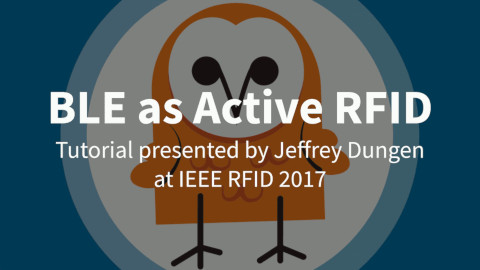 BLE as Active RFID
Tutorial presented by Jeffrey Dungen
at IEEE RFID 2017